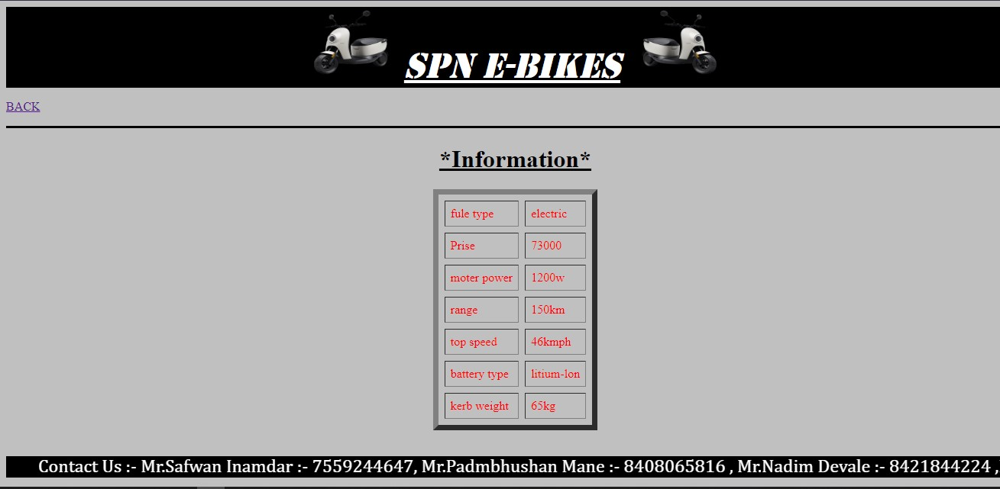 SPN E-BIKES
BACK
*Information*
fule type electric
Prise 73000
moter power 1200w
range 150km
top speed 46kmph
battery type litium-lon
kerb weight 65kg
Contact Us :- Mr.Safwan Inamdar :- 7559244647, Mr.Padmbhushan Mane :- 8408065816 , Mr.Nadim Devale :- 8421844224 ,